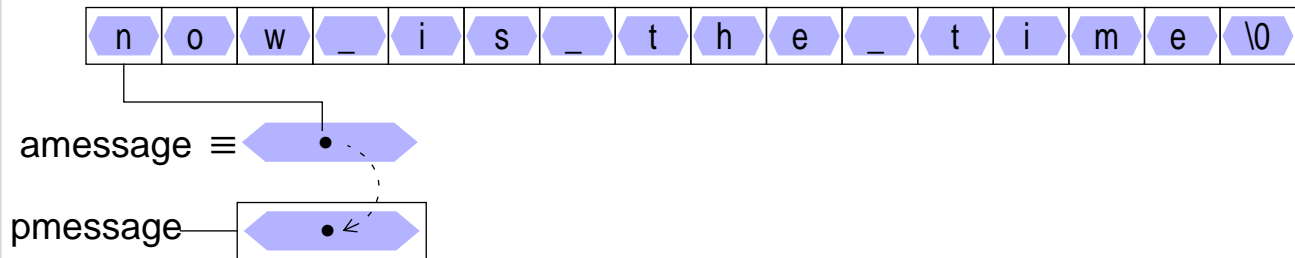 n o w _ i s _ t h e _ t i m e \0
amessage ≡
pmessage